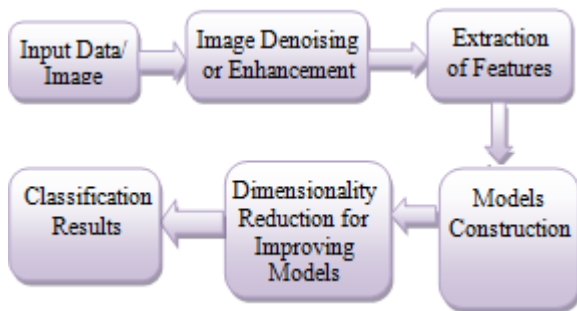 Input Data/
Image
Image Denoising
or Enhancement
Extraction
of Features
Models
Construction
Dimensionality
Reduction for
Improving
Models
Classification
Results